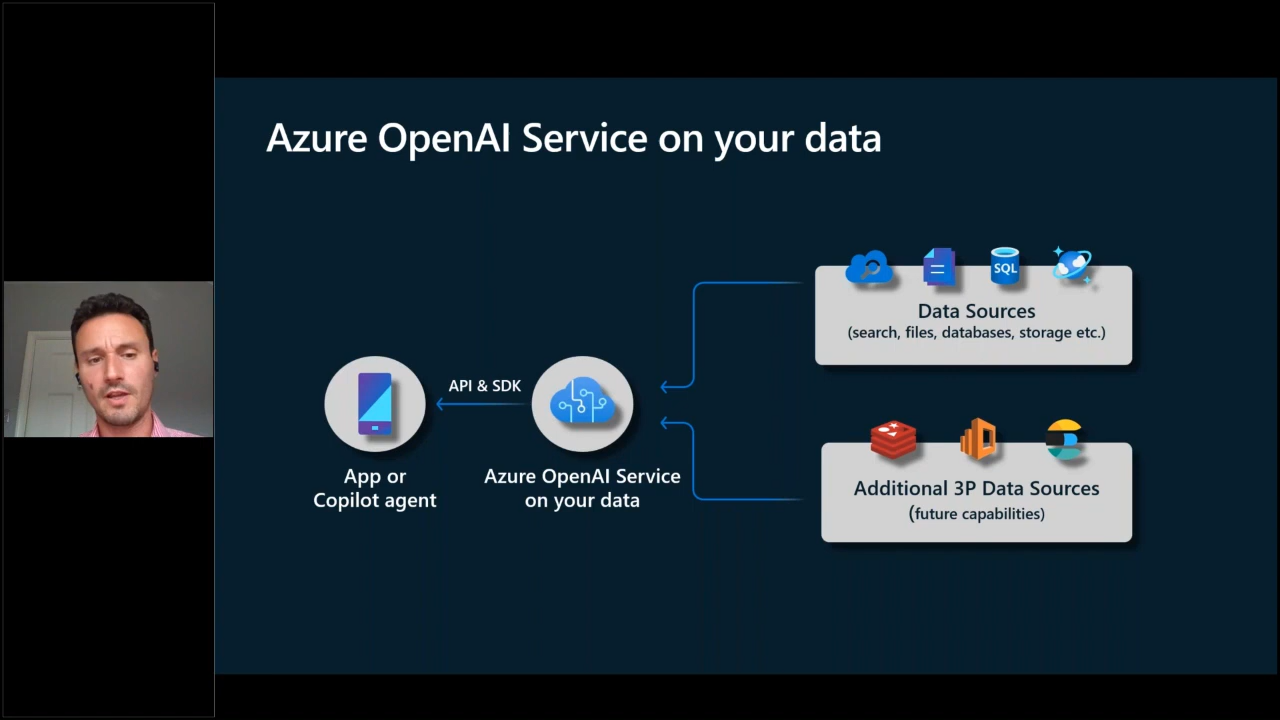 Azure OpenAI Service on your data
SQL
Data Sources
(search, files, databases, storage etc.)
API & SDK
App or
Copilot agent
Azure OpenAI Service
on your data
Additional 3P Data Sources
(future capabilities)